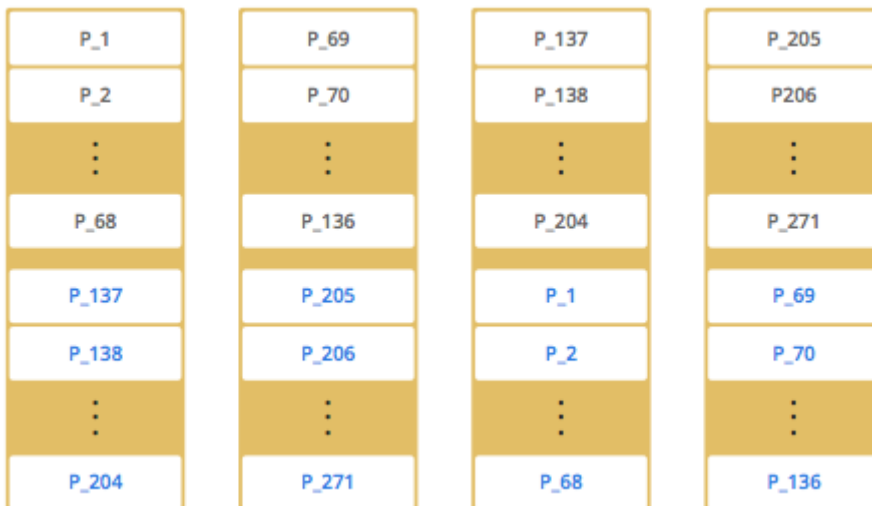 P_1 P_69 P_137 P_205
P_2 P_70 P_138 P206
P_68 P_136 P_204 P_271
P_137 P_205 P_1 P_69
P_138 P_206 P_2 P_70
P_204 P_271 P_68 P_136